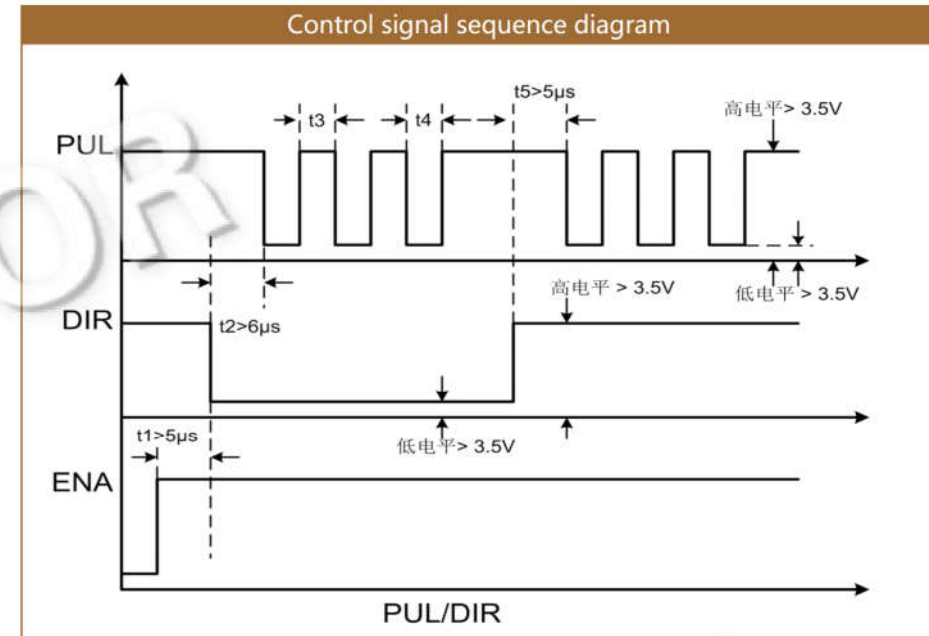 Control signal sequence diagram
t5>5μs
高电平> 3.5V
t3
t4
PUL
OR
高电平 > 3.5V
低电平> 3.5V
DIR
t2>6μs
t1>5μs
低电平> 3.5V
ENA
PUL/DIR